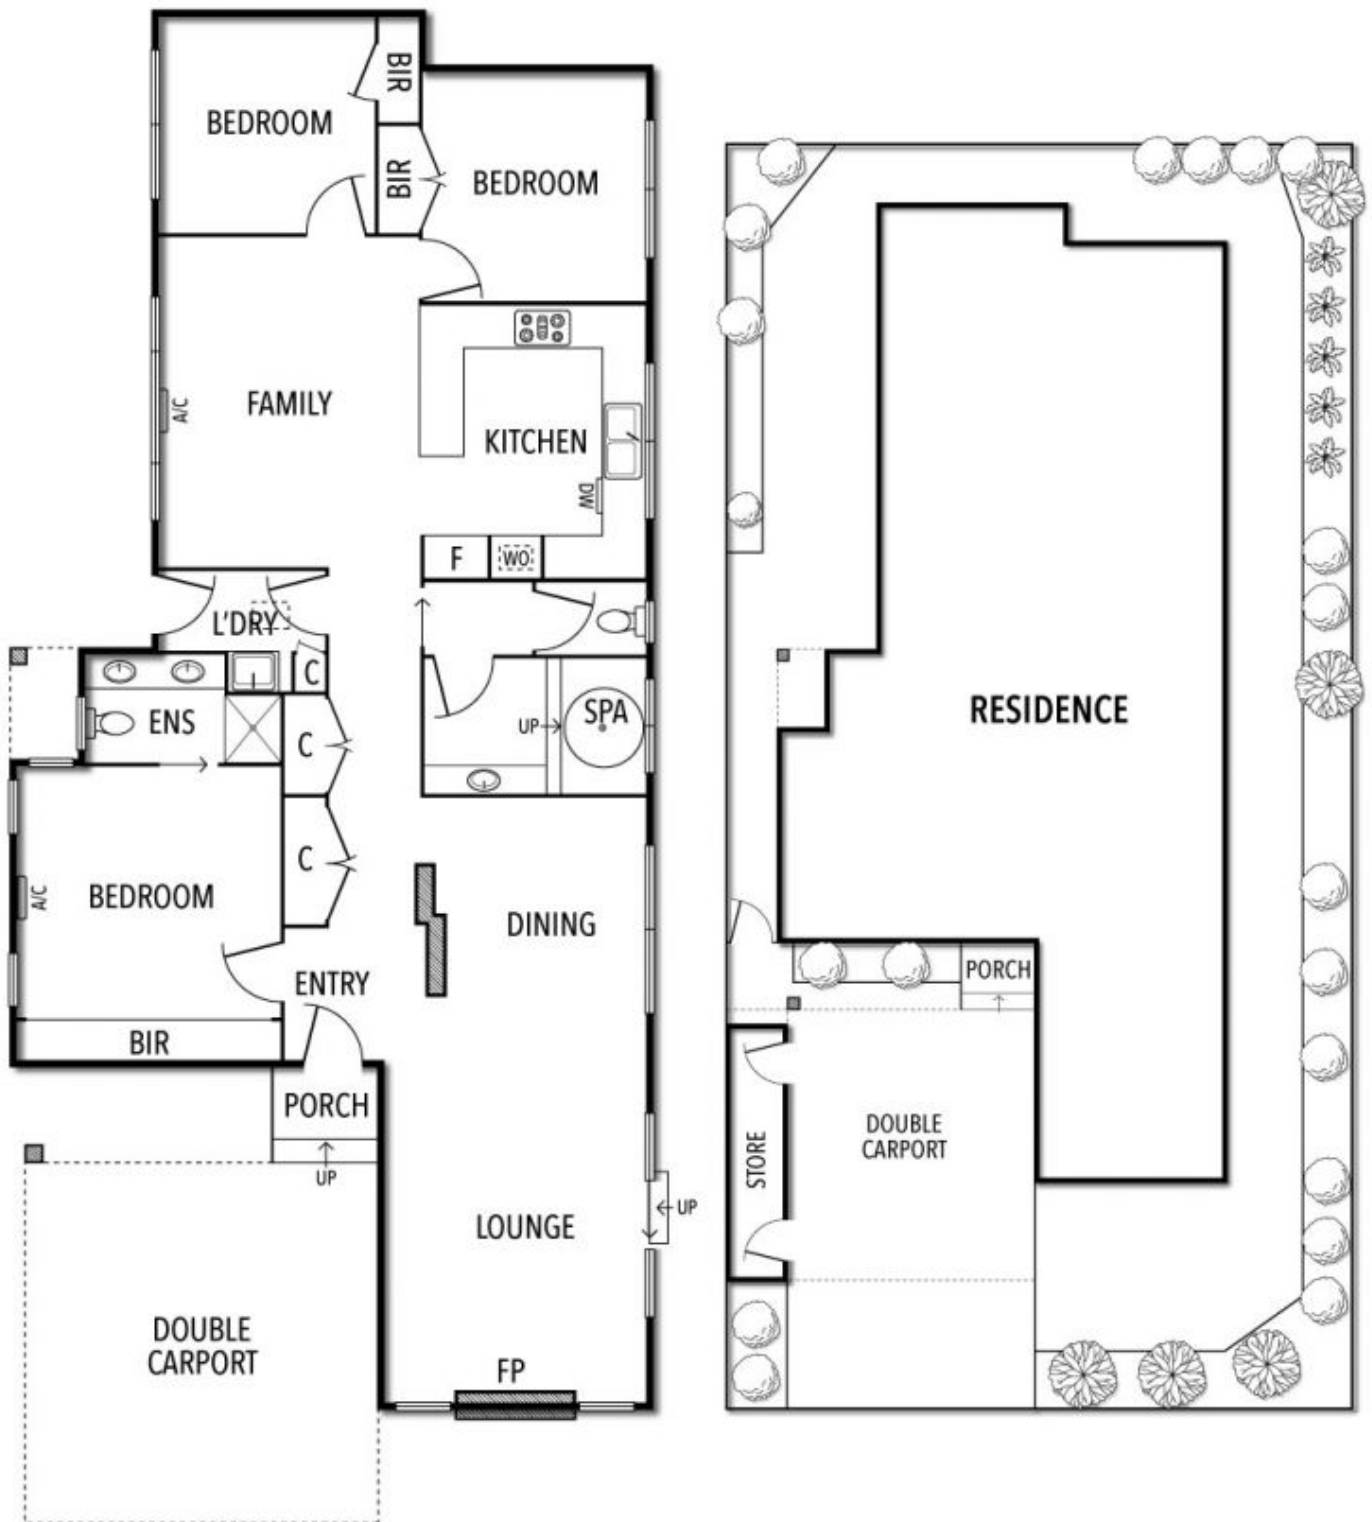 BIR
BEDROOM
BIR
BEDROOM
A/C
FAMILY
KITCHEN
DW
F
WO
L'DRY
C
ENS
C
UP
SPA
C
A/C
BEDROOM
DINING
ENTRY
BIR
PORCH
UP
LOUNGE
UP
DOUBLE
CARPORT
FP
RESIDENCE
PORCH
STORE
DOUBLE
CARPORT